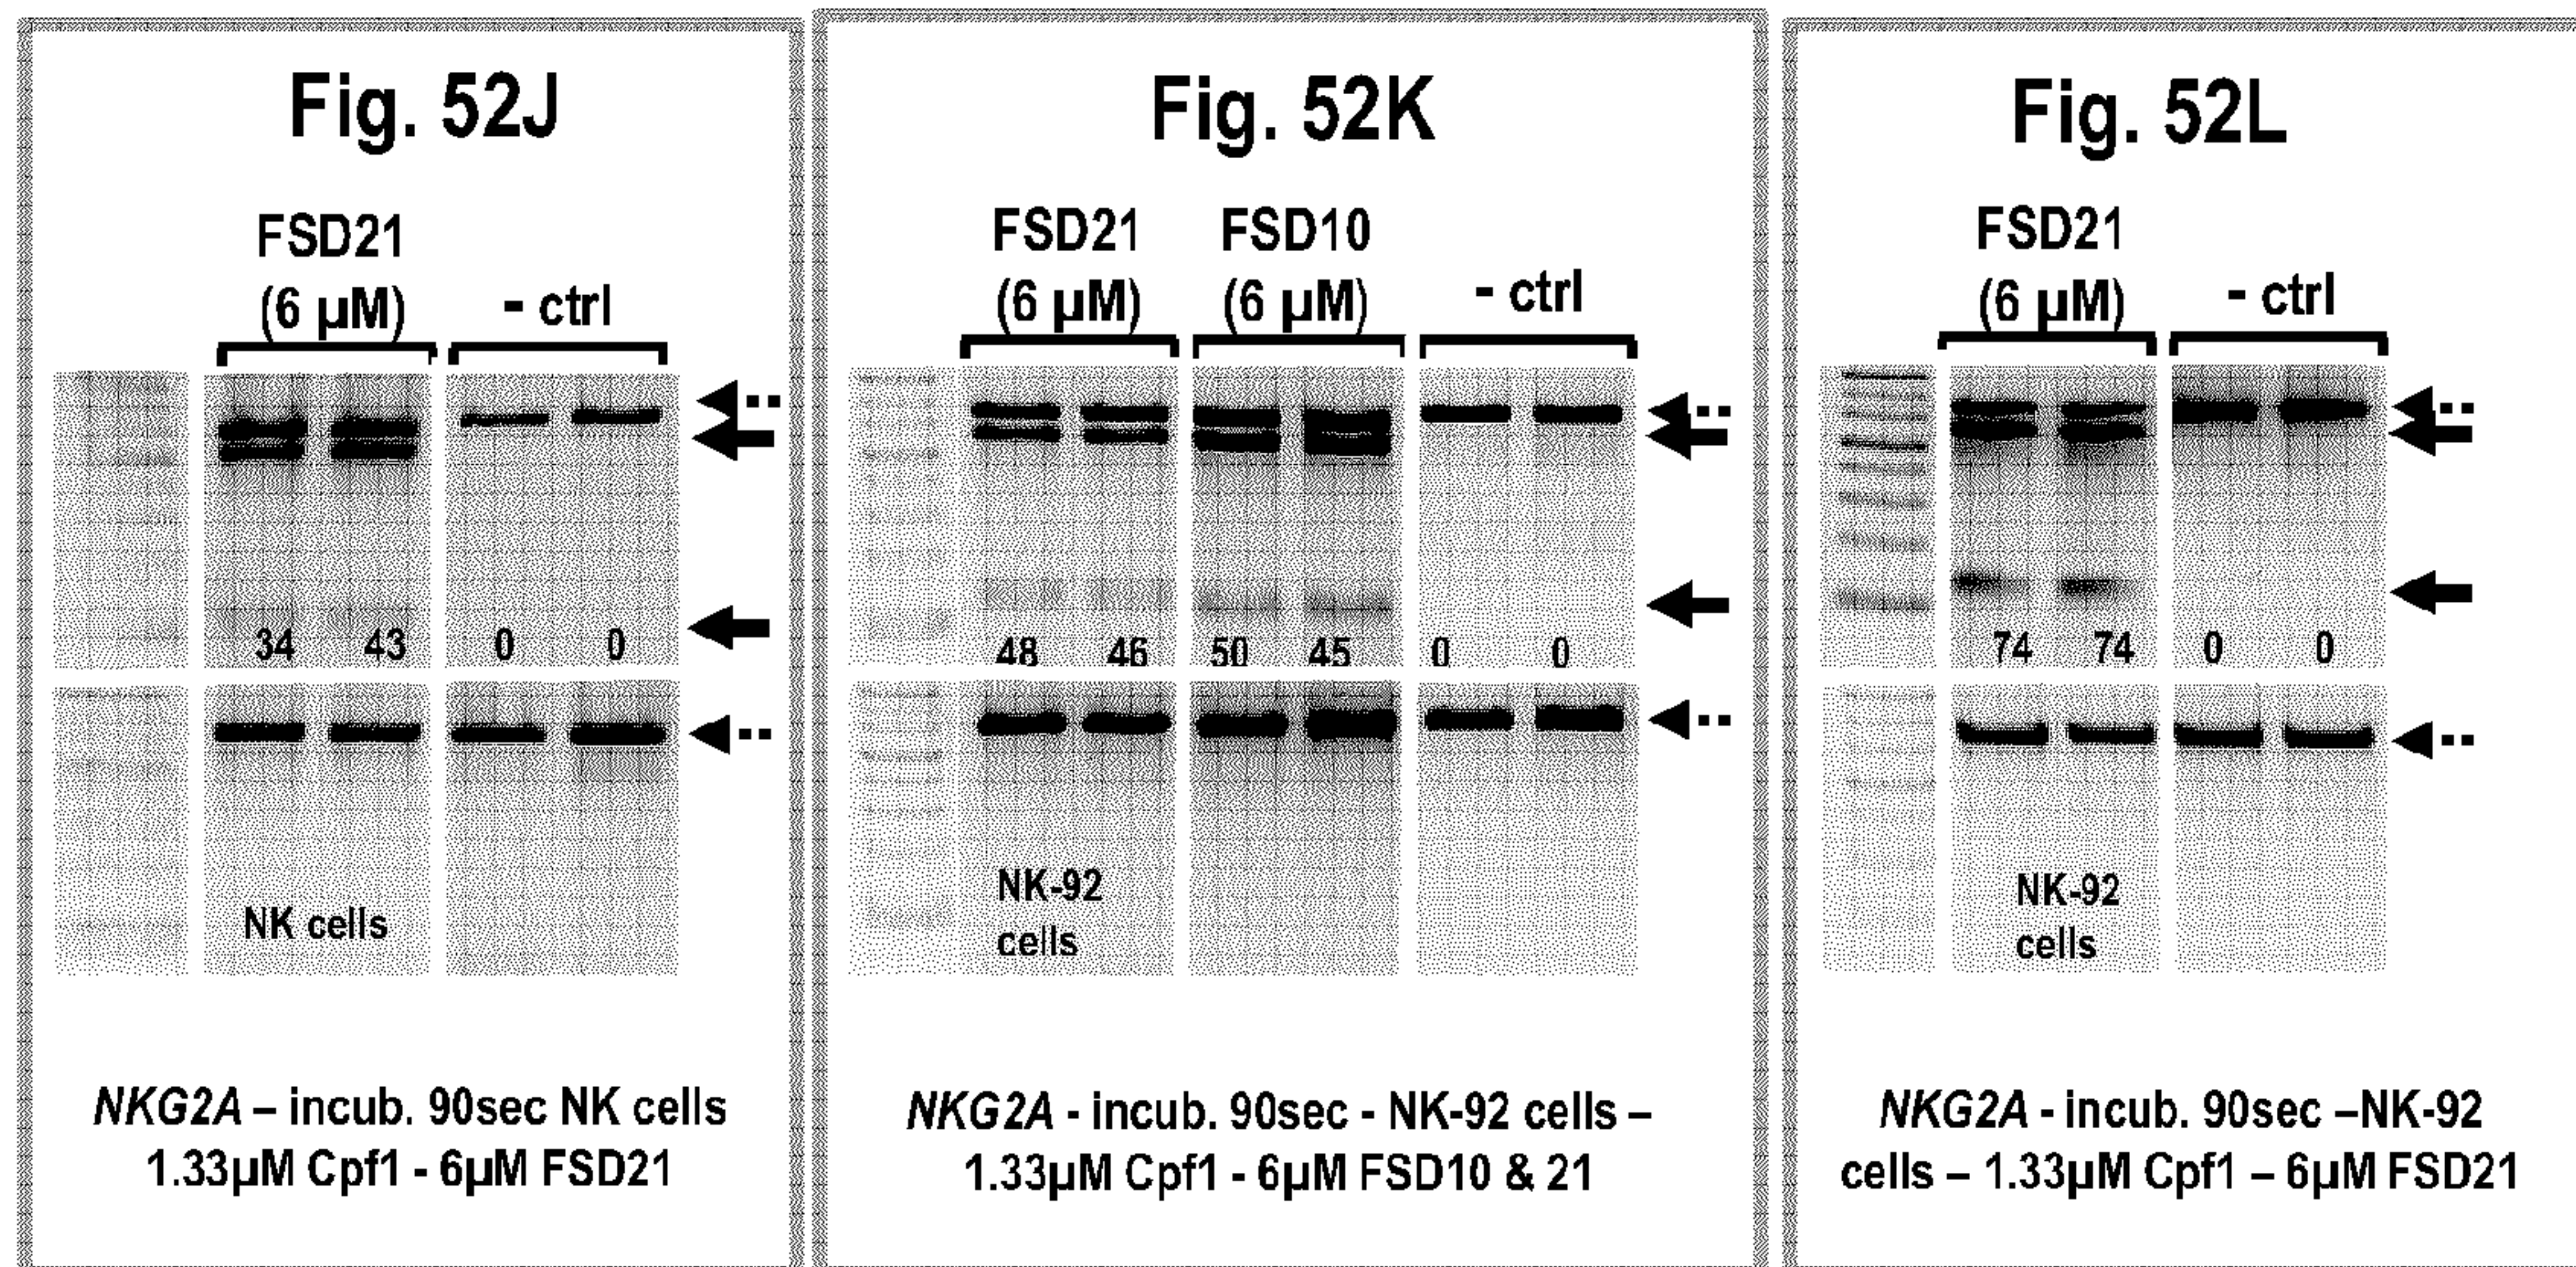 Fig. 52J
FSD21
(6 µM)
- ctrl
34 43 0 0
NK cells
NKG2A – incub. 90sec NK cells
1.33µM Cpf1 - 6µM FSD21
Fig. 52K
FSD21
(6 µM)
FSD10
(6 µM)
- ctrl
48 46 50 45 0 0
NK-92
cells
NKG2A - incub. 90sec - NK-92 cells –
1.33µM Cpf1 - 6µM FSD10 & 21
Fig. 52L
FSD21
(6 µM)
- ctrl
74 74 0 0
NK-92
cells
NKG2A - incub. 90sec –NK-92
cells – 1.33µM Cpf1 – 6µM FSD21